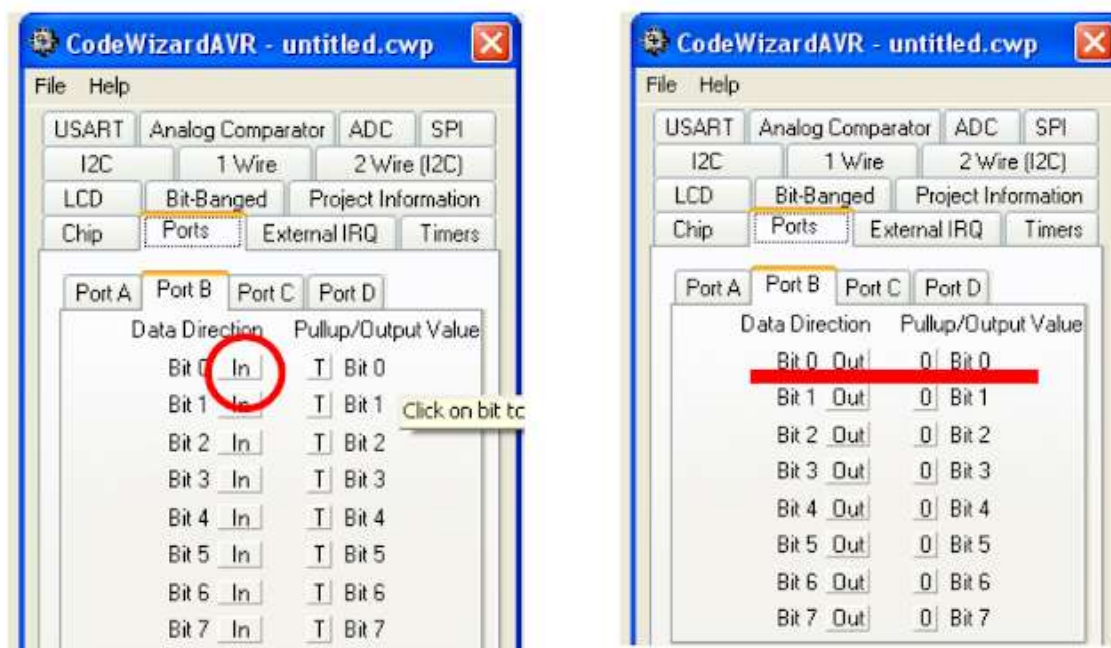 CodeWizardAVR - untitled.cwp
File Help
USART Analog Comparator ADC SPI
I2C 1 Wire 2 Wire (I2C)
LCD Bit-Banged Project Information
Chip Ports External IRQ Timers
Port A Port B Port C Port D
Data Direction Pullup/Output Value
Bit 0 In T Bit 0
Bit 1 In T Bit 1
Click on bit to
Bit 2 In T Bit 2
Bit 3 In T Bit 3
Bit 4 In T Bit 4
Bit 5 In T Bit 5
Bit 6 In T Bit 6
Bit 7 In T Bit 7
CodeWizardAVR - untitled.cwp
File Help
USART Analog Comparator ADC SPI
I2C 1 Wire 2 Wire (I2C)
LCD Bit-Banged Project Information
Chip Ports External IRQ Timers
Port A Port B Port C Port D
Data Direction Pullup/Output Value
Bit 0 Out 0 Bit 0
Bit 1 Out 0 Bit 1
Bit 2 Out 0 Bit 2
Bit 3 Out 0 Bit 3
Bit 4 Out 0 Bit 4
Bit 5 Out 0 Bit 5
Bit 6 Out 0 Bit 6
Bit 7 Out 0 Bit 7